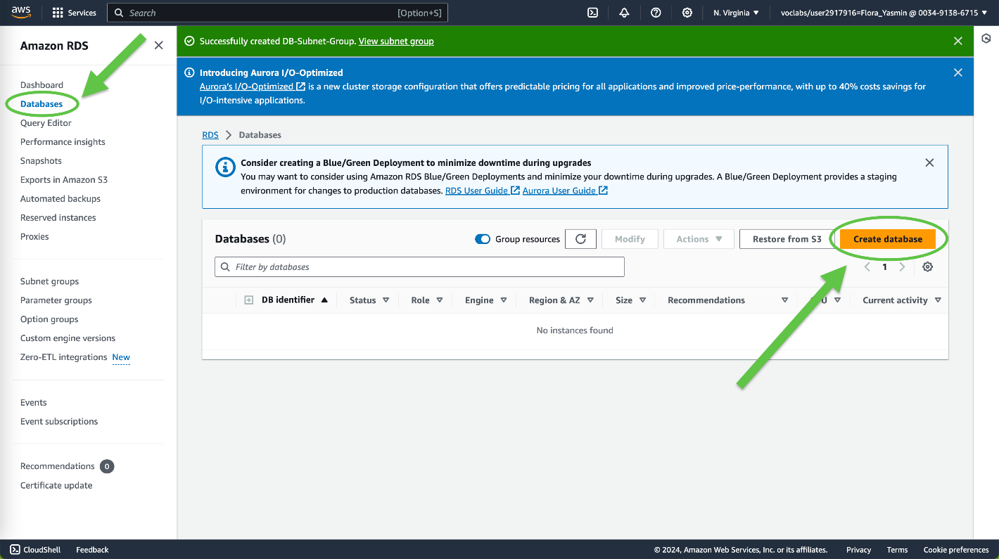 aws
Services
Search
[Option+S]
N. Virginia
voclabs/user2917916=Flora_Yasmin @ 0034-9138-6715
Amazon RDS
Dashboard
Databases
Query Editor
Performance insights
Snapshots
Exports in Amazon S3
Automated backups
Reserved instances
Proxies
Subnet groups
Parameter groups
Option groups
Custom engine versions
Zero-ETL integrations New
Events
Event subscriptions
Recommendations 0
Certificate update
Successfully created DB-Subnet-Group. View subnet group
Introducing Aurora I/O-Optimized
Aurora's I/O-Optimized is a new cluster storage configuration that offers predictable pricing for all applications and improved price-performance, with up to 40% costs savings for
I/O-intensive applications.
RDS > Databases
Consider creating a Blue/Green Deployment to minimize downtime during upgrades
You may want to consider using Amazon RDS Blue/Green Deployments and minimize your downtime during upgrades. A Blue/Green Deployment provides a staging
environment for changes to production databases. RDS User Guide Aurora User Guide
Databases (0)
Group resources
Modify
Actions
Restore from S3
Create database
Filter by databases
1
DB identifier
Status
Role
Engine
Region & AZ
Size
Recommendations
Current activity
No instances found
CloudShell
Feedback
© 2024, Amazon Web Services, Inc. or its affiliates.
Privacy
Terms
Cookie preferences